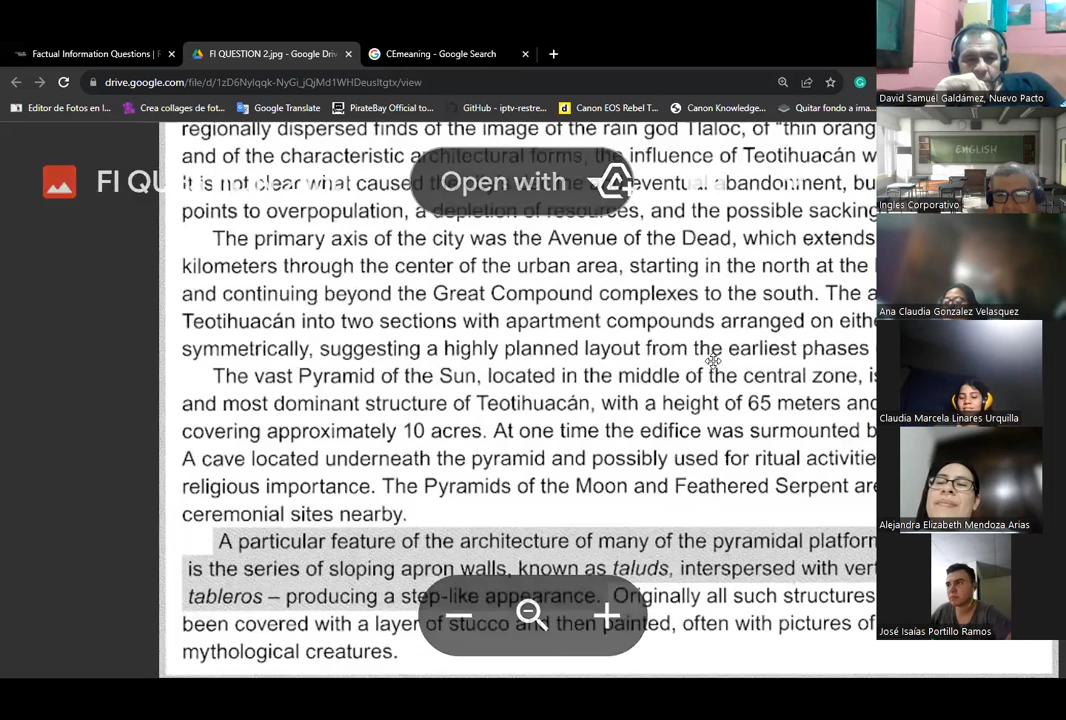 Factual Information Questions | F
FI QUESTION 2.jpg - Google Driv
CEmeaning - Google Search
drive.google.com/file/d/1zD6Nylqqk-NyGi_jQjMd1WHDeusItgtx/view
Editor de Fotos en l...
Crea collages de fot...
Google Translate
PirateBay Official to...
GitHub - iptv-restre...
Canon EOS Rebel T...
Canon Knowledge...
Quitar fondo a ima...
regionally dispersed finds of the image of the rain god Tlaloc, of "thin orang
and of the characteristic architectural forms, the influence of Teotihuacán w
FI QU
Open with
It is not clear what caused eventual abandonment, bu
points to overpopulation, a depletion of resources, and the possible sacking
The primary axis of the city was the Avenue of the Dead, which extends
kilometers through the center of the urban area, starting in the north at the
and continuing beyond the Great Compound complexes to the south. The a
Teotihuacán into two sections with apartment compounds arranged on eith
symmetrically, suggesting a highly planned layout from the earliest phases
The vast Pyramid of the Sun, located in the middle of the central zone, is
and most dominant structure of Teotihuacán, with a height of 65 meters and
covering approximately 10 acres. At one time the edifice was surmounted b
A cave located underneath the pyramid and possibly used for ritual activitie
religious importance. The Pyramids of the Moon and Feathered Serpent are
ceremonial sites nearby.
A particular feature of the architecture of many of the pyramidal platform
is the series of sloping apron walls, known as taluds, interspersed with ver
tableros – producing a step-like appearance. Originally all such structures
been covered with a layer of stucco and then painted, often with pictures of
mythological creatures.
David Samuel Galdámez, Nuevo Pacto
ENGLISH
Ingles Corporativo
Ana Claudia Gonzalez Velasquez
Claudia Marcela Linares Urquilla
Alejandra Elizabeth Mendoza Arias
José Isaías Portillo Ramos